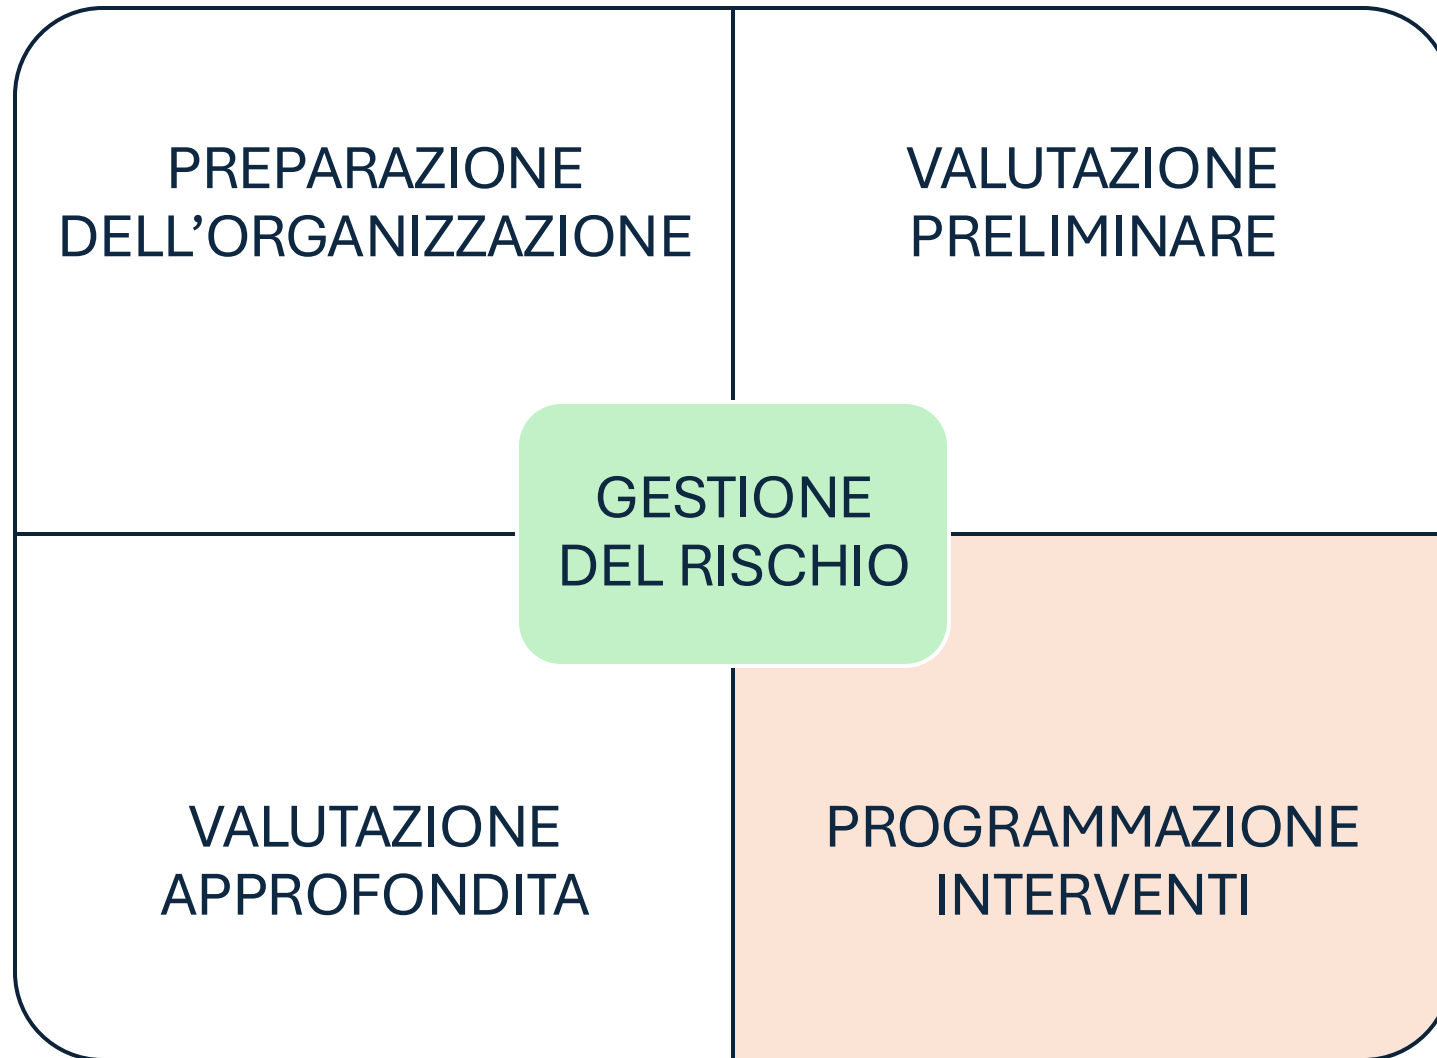 PREPARAZIONE
DELL’ORGANIZZAZIONE
VALUTAZIONE
PRELIMINARE
GESTIONE
DEL RISCHIO
VALUTAZIONE
APPROFONDITA
PROGRAMMAZIONE
INTERVENTI